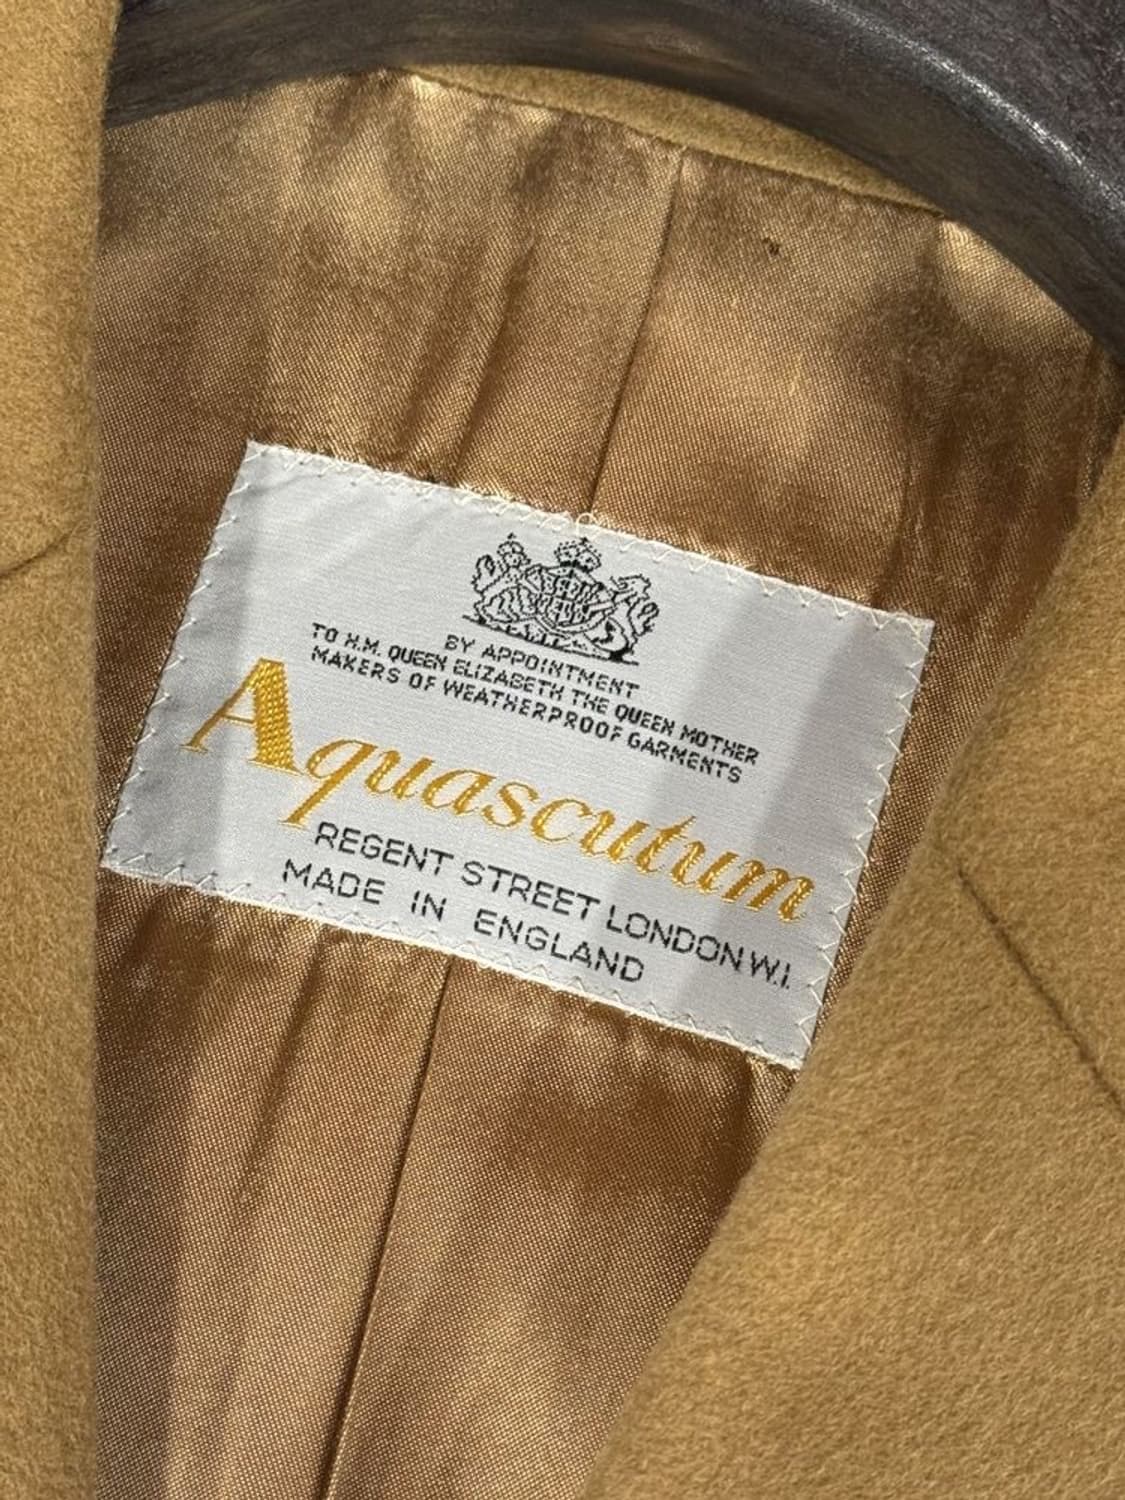 BY APPOINTMENT
TO H.M. QUEEN ELIZABETH THE QUEEN MOTHER
MAKERS OF WEATHERPROOF GARMENTS
Aquascutum
REGENT STREET LONDON W.I.
MADE IN ENGLAND